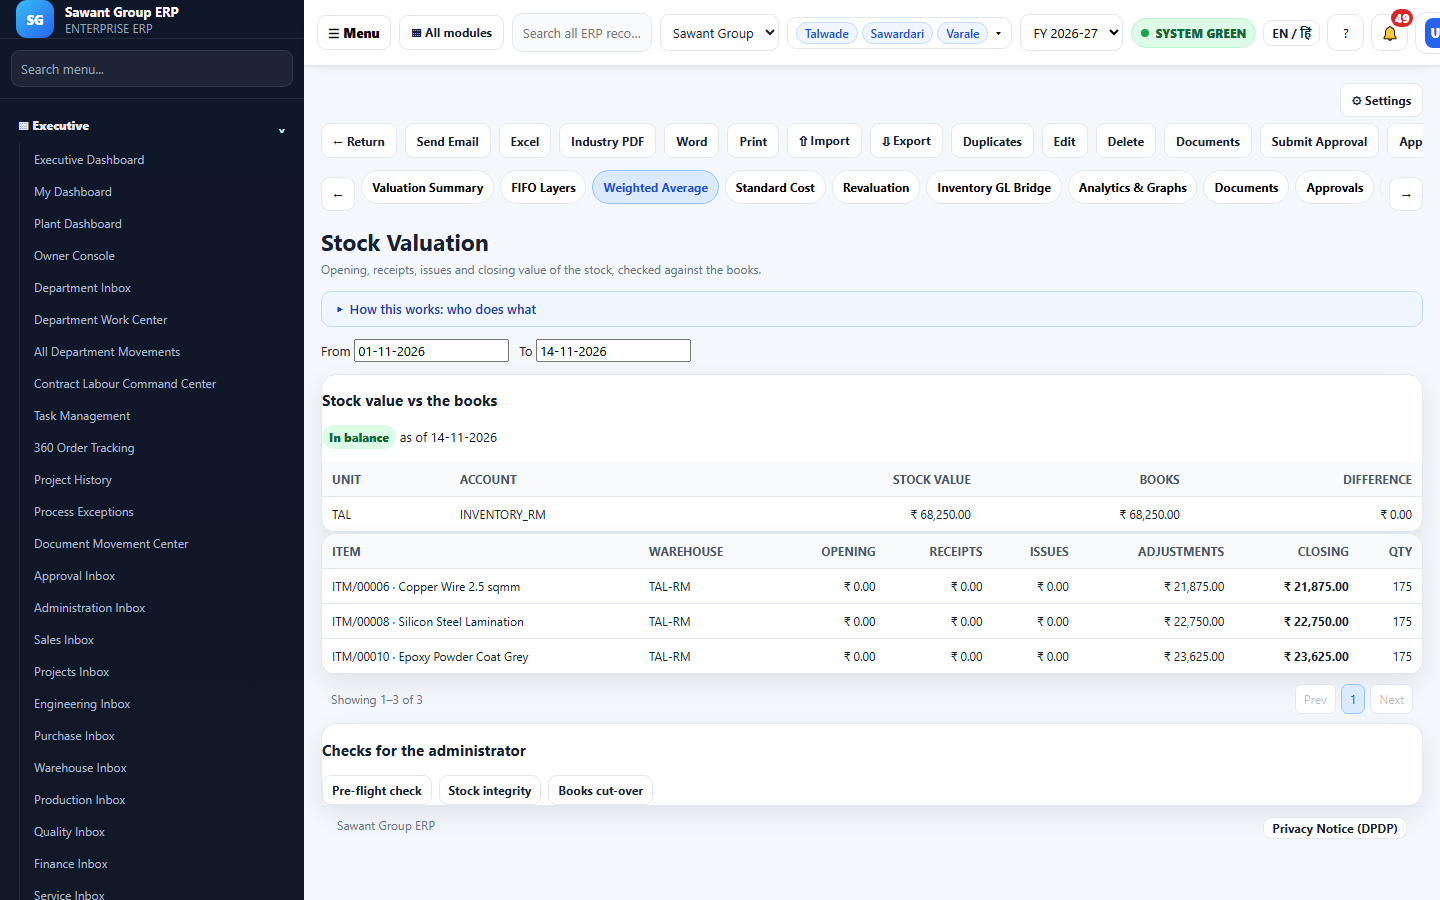 SG
Sawant Group ERP
ENTERPRISE ERP
Search menu...
Executive
Executive Dashboard
My Dashboard
Plant Dashboard
Owner Console
Department Inbox
Department Work Center
All Department Movements
Contract Labour Command Center
Task Management
360 Order Tracking
Project History
Process Exceptions
Document Movement Center
Approval Inbox
Administration Inbox
Sales Inbox
Projects Inbox
Engineering Inbox
Purchase Inbox
Warehouse Inbox
Production Inbox
Quality Inbox
Finance Inbox
Service Inbox
☰ Menu
All modules
Search all ERP reco...
Sawant Group
Talwade Sawardari Varale
FY 2026-27
SYSTEM GREEN
EN / हिं
?
49
U
Settings
← Return Send Email Excel Industry PDF Word Print ⇧ Import ⇩ Export Duplicates Edit Delete Documents Submit Approval App
← Valuation Summary FIFO Layers Weighted Average Standard Cost Revaluation Inventory GL Bridge Analytics & Graphs Documents Approvals →
Stock Valuation
Opening, receipts, issues and closing value of the stock, checked against the books.
How this works: who does what
From 01-11-2026 To 14-11-2026
Stock value vs the books
In balance as of 14-11-2026
UNIT ACCOUNT STOCK VALUE BOOKS DIFFERENCE
TAL INVENTORY_RM ₹ 68,250.00 ₹ 68,250.00 ₹ 0.00
ITEM WAREHOUSE OPENING RECEIPTS ISSUES ADJUSTMENTS CLOSING QTY
ITM/00006 · Copper Wire 2.5 sqmm TAL-RM ₹ 0.00 ₹ 0.00 ₹ 0.00 ₹ 21,875.00 ₹ 21,875.00 175
ITM/00008 · Silicon Steel Lamination TAL-RM ₹ 0.00 ₹ 0.00 ₹ 0.00 ₹ 22,750.00 ₹ 22,750.00 175
ITM/00010 · Epoxy Powder Coat Grey TAL-RM ₹ 0.00 ₹ 0.00 ₹ 0.00 ₹ 23,625.00 ₹ 23,625.00 175
Showing 1–3 of 3
Prev 1 Next
Checks for the administrator
Pre-flight check Stock integrity Books cut-over
Sawant Group ERP
Privacy Notice (DPDP)